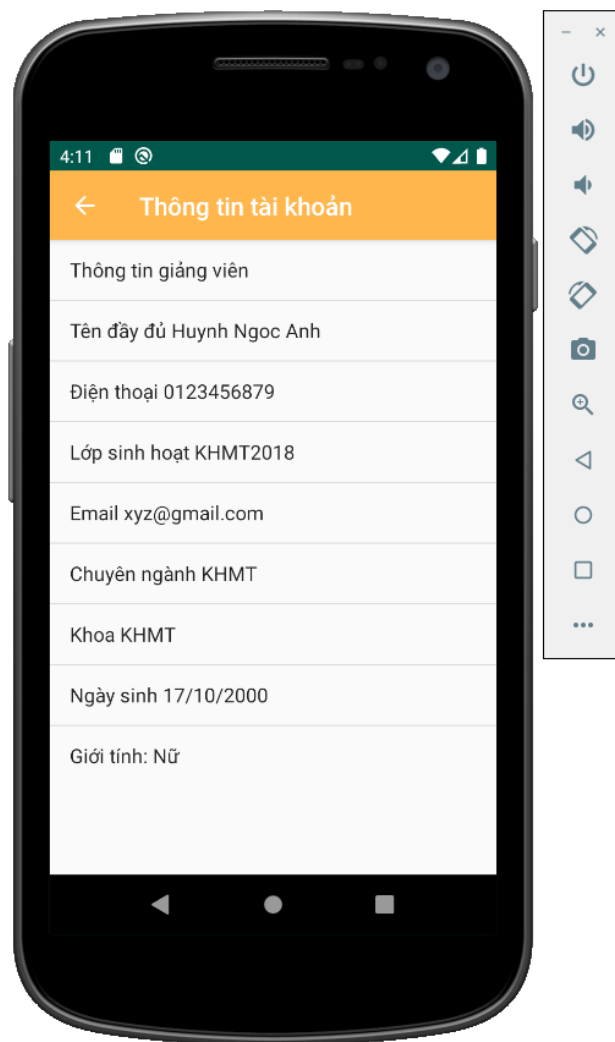 4:11
Thông tin tài khoản
Thông tin giảng viên
Tên đầy đủ Huynh Ngoc Anh
Điện thoại 0123456879
Lớp sinh hoạt KHMT2018
Email xyz@gmail.com
Chuyên ngành KHMT
Khoa KHMT
Ngày sinh 17/10/2000
Giới tính: Nữ